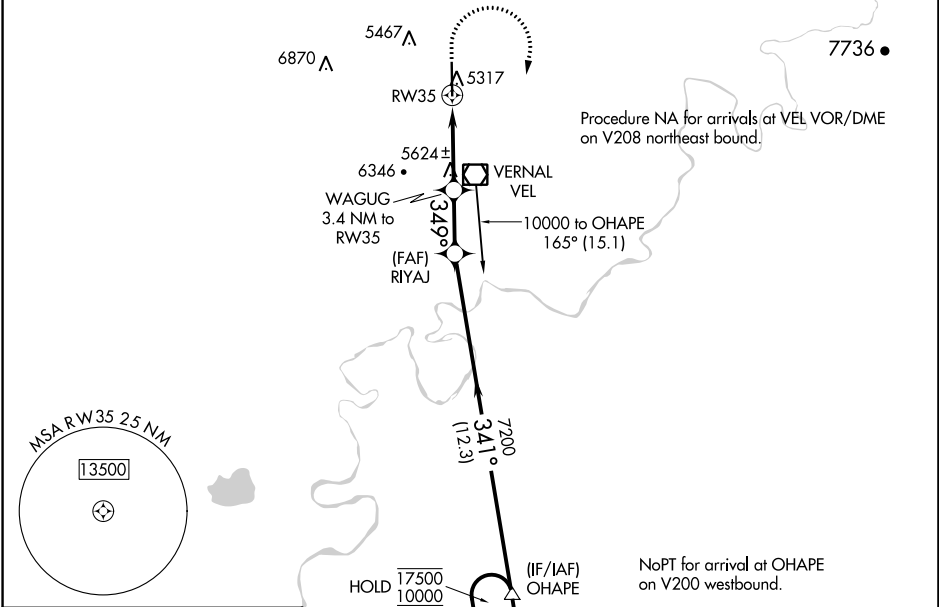 5467
6870
7736
5317
RW35
Procedure NA for arrivals at VEL VOR/DME
on V208 northeast bound.
5624±
6346
VERNAL
VEL
WAGUG
3.4 NM to
RW35
349°
10000 to OHAPE
165° (15.1)
(FAF)
RIYAJ
7200
341°
(12.3)
MSA RW35 25 NM
13500
HOLD
17500
10000
(IF/IAF)
OHAPE
NoPT for arrival at OHAPE
on V200 westbound.